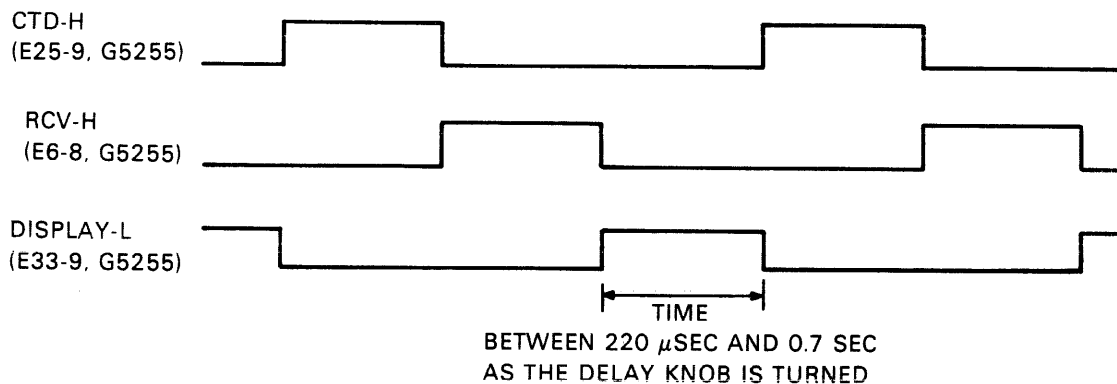 CTD-H
(E25-9, G5255)
RCV-H
(E6-8, G5255)
DISPLAY-L
(E33-9, G5255)
TIME
BETWEEN 220 μSEC AND 0.7 SEC
AS THE DELAY KNOB IS TURNED